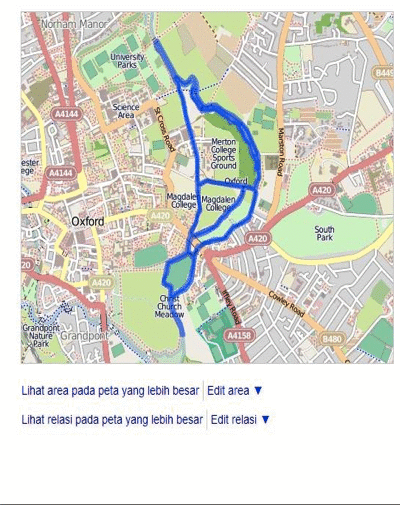 Norham Manor
University
Parks
B449
A4144
Science
Area
St Cross Road
Marston Road
Merton
College
Sports
Ground
A4144
Oxford
A420
Magdalen
College
Magdalen
College
A420
Oxford
South
Park
A420
A420
Christ
Church
Meadow
Iffley Road
Cowley Road
Grandpont
Nature
Park
Grandpont
A4158
B480
Lihat area pada peta yang lebih besar | Edit area ▼
Lihat relasi pada peta yang lebih besar | Edit relasi ▼